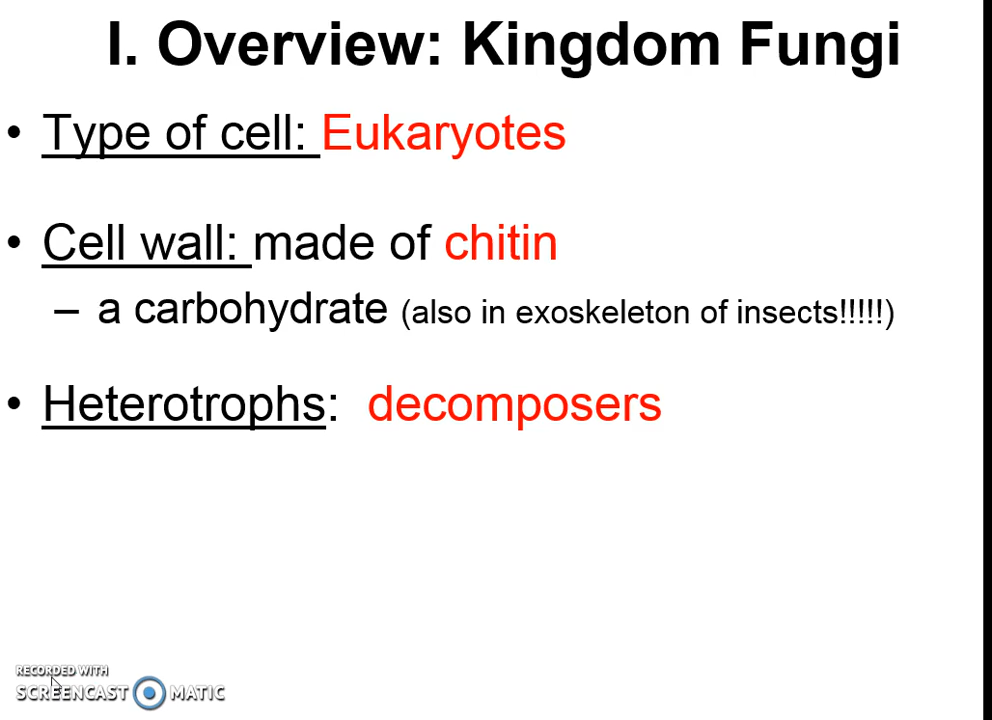 I. Overview: Kingdom Fungi
• Type of cell: Eukaryotes
• Cell wall: made of chitin
– a carbohydrate (also in exoskeleton of insects!!!!!)
• Heterotrophs: decomposers
RECORDED WITH
SCREENCAST MATIC